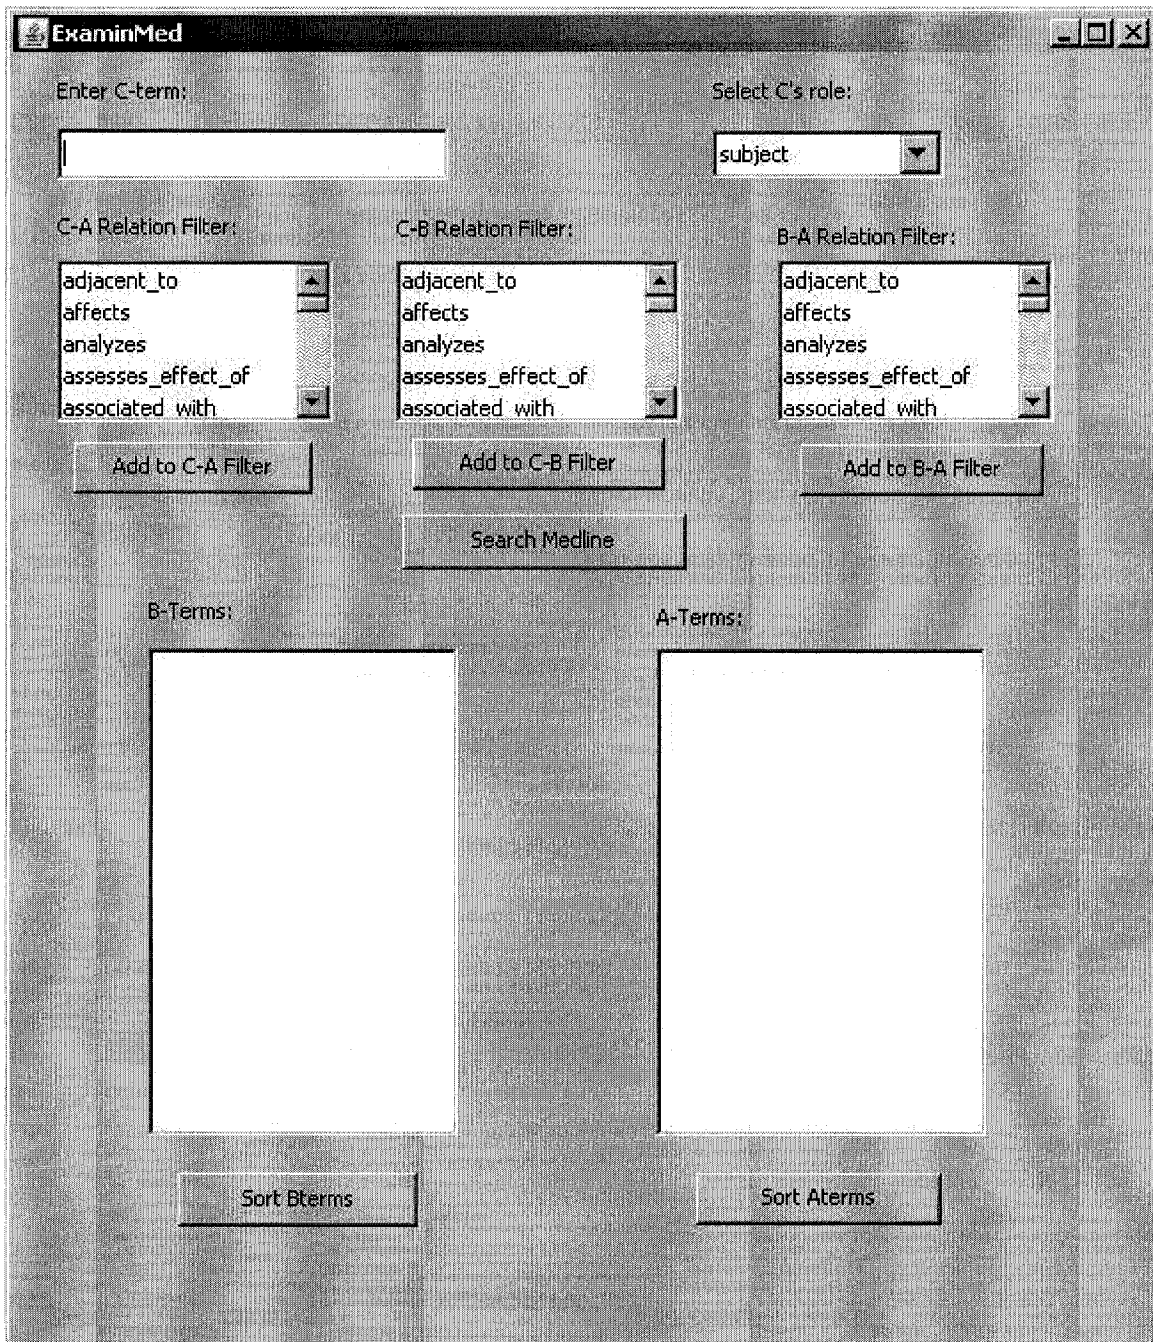 ExaminMed
Enter C-term:
Select C's role:
subject
C-A Relation Filter:
C-B Relation Filter:
B-A Relation Filter:
adjacent_to
affects
analyzes
assesses_effect_of
associated_with
adjacent_to
affects
analyzes
assesses_effect_of
associated_with
adjacent_to
affects
analyzes
assesses_effect_of
associated_with
Add to C-A Filter
Add to C-B Filter
Add to B-A Filter
Search Medline
B-Terms:
A-Terms:
Sort Bterms
Sort Aterms